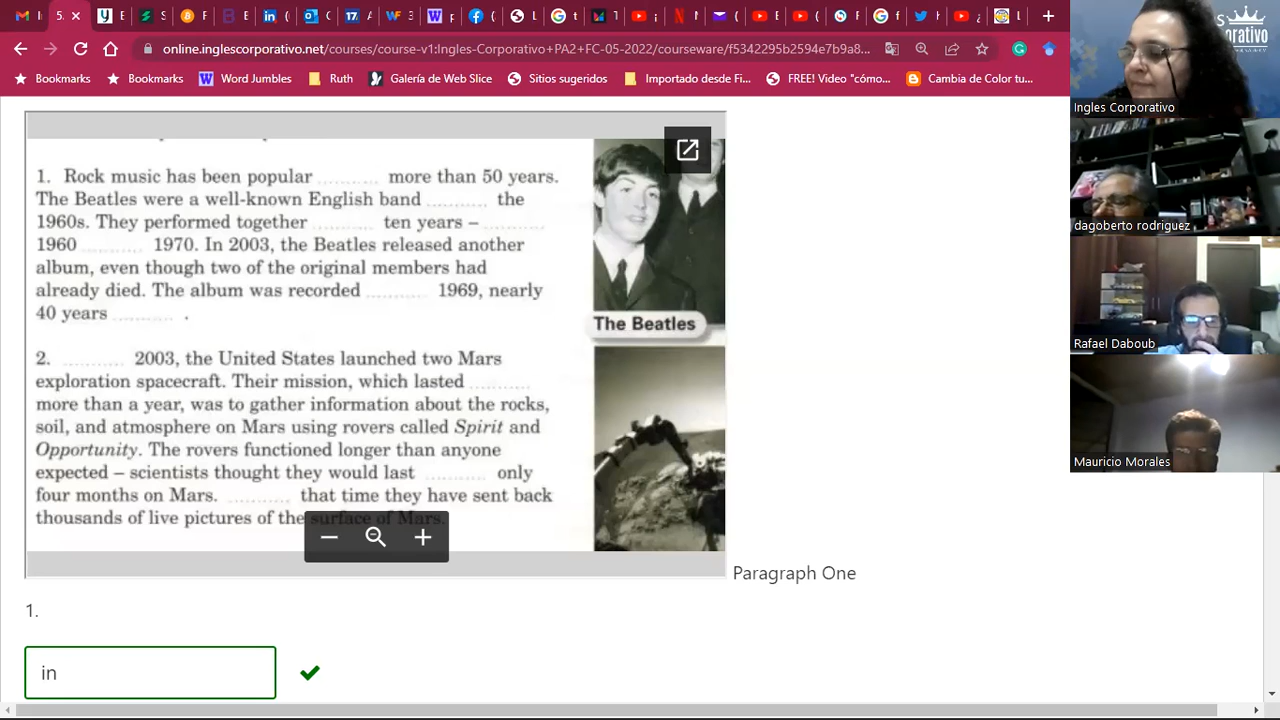 online.inglescorporativo.net/courses/course-v1:Ingles-Corporativo+PA2+FC-05-2022/courseware/f5342295b2594e7b9a8...
Bookmarks Bookmarks Word Jumbles Ruth Galería de Web Slice Sitios sugeridos Importado desde Fi... FREE! Video "cómo... Cambia de Color tu...
1. Rock music has been popular .......... more than 50 years.
The Beatles were a well-known English band .......... the
1960s. They performed together .......... ten years – ..........
1960 .......... 1970. In 2003, the Beatles released another
album, even though two of the original members had
already died. The album was recorded .......... 1969, nearly
40 years .......... .
The Beatles
2. .......... 2003, the United States launched two Mars
exploration spacecraft. Their mission, which lasted ..........
more than a year, was to gather information about the rocks,
soil, and atmosphere on Mars using rovers called Spirit and
Opportunity. The rovers functioned longer than anyone
expected – scientists thought they would last .......... only
four months on Mars. .......... that time they have sent back
thousands of live pictures of the surface of Mars.
Paragraph One
1.
in
Ingles Corporativo
dagoberto rodriguez
Rafael Daboub
Mauricio Morales